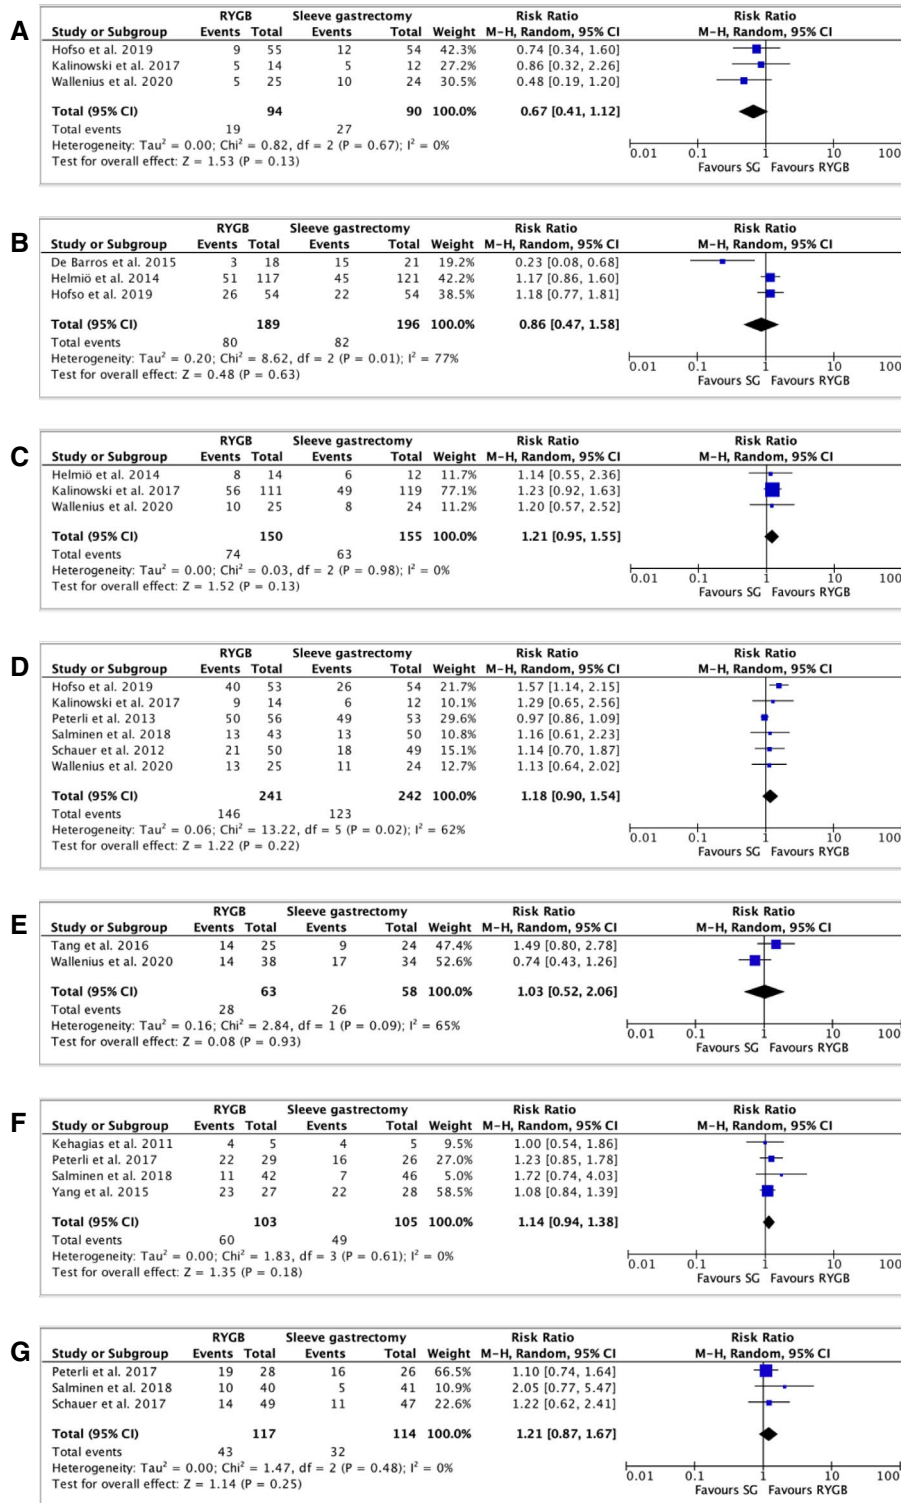 A
RYGB Sleeve gastrectomy Risk Ratio Risk Ratio
Study or Subgroup Events Total Events Total Weight M-H, Random, 95% CI M-H, Random, 95% CI
Hofso et al. 2019 9 55 12 54 42.3% 0.74 [0.34, 1.60]
Kalinowski et al. 2017 5 14 5 12 27.2% 0.86 [0.32, 2.26]
Wallenius et al. 2020 5 25 10 24 30.5% 0.48 [0.19, 1.20]
Total (95% CI) 94 90 100.0% 0.67 [0.41, 1.12]
Total events 19 27
Heterogeneity: Tau² = 0.00; Chi² = 0.82, df = 2 (P = 0.67); I² = 0%
Test for overall effect: Z = 1.53 (P = 0.13)
0.01 0.1 1 10 100
Favours SG Favours RYGB
B
RYGB Sleeve gastrectomy Risk Ratio Risk Ratio
Study or Subgroup Events Total Events Total Weight M-H, Random, 95% CI M-H, Random, 95% CI
De Barros et al. 2015 3 18 15 21 19.2% 0.23 [0.08, 0.68]
Helmiö et al. 2014 51 117 45 121 42.2% 1.17 [0.86, 1.60]
Hofso et al. 2019 26 54 22 54 38.5% 1.18 [0.77, 1.81]
Total (95% CI) 189 196 100.0% 0.86 [0.47, 1.58]
Total events 80 82
Heterogeneity: Tau² = 0.20; Chi² = 8.62, df = 2 (P = 0.01); I² = 77%
Test for overall effect: Z = 0.48 (P = 0.63)
0.01 0.1 1 10 100
Favours SG Favours RYGB
C
RYGB Sleeve gastrectomy Risk Ratio Risk Ratio
Study or Subgroup Events Total Events Total Weight M-H, Random, 95% CI M-H, Random, 95% CI
Helmiö et al. 2014 8 14 6 12 11.7% 1.14 [0.55, 2.36]
Kalinowski et al. 2017 56 111 49 119 77.1% 1.23 [0.92, 1.63]
Wallenius et al. 2020 10 25 8 24 11.2% 1.20 [0.57, 2.52]
Total (95% CI) 150 155 100.0% 1.21 [0.95, 1.55]
Total events 74 63
Heterogeneity: Tau² = 0.00; Chi² = 0.03, df = 2 (P = 0.98); I² = 0%
Test for overall effect: Z = 1.52 (P = 0.13)
0.01 0.1 1 10 100
Favours SG Favours RYGB
D
RYGB Sleeve gastrectomy Risk Ratio Risk Ratio
Study or Subgroup Events Total Events Total Weight M-H, Random, 95% CI M-H, Random, 95% CI
Hofso et al. 2019 40 53 26 54 21.7% 1.57 [1.14, 2.15]
Kalinowski et al. 2017 9 14 6 12 10.1% 1.29 [0.65, 2.56]
Peterli et al. 2013 50 56 49 53 29.6% 0.97 [0.86, 1.09]
Salminen et al. 2018 13 43 13 50 10.8% 1.16 [0.61, 2.23]
Schauer et al. 2012 21 50 18 49 15.1% 1.14 [0.70, 1.87]
Wallenius et al. 2020 13 25 11 24 12.7% 1.13 [0.64, 2.02]
Total (95% CI) 241 242 100.0% 1.18 [0.90, 1.54]
Total events 146 123
Heterogeneity: Tau² = 0.06; Chi² = 13.22, df = 5 (P = 0.02); I² = 62%
Test for overall effect: Z = 1.22 (P = 0.22)
0.01 0.1 1 10 100
Favours SG Favours RYGB
E
RYGB Sleeve gastrectomy Risk Ratio Risk Ratio
Study or Subgroup Events Total Events Total Weight M-H, Random, 95% CI M-H, Random, 95% CI
Tang et al. 2016 14 25 9 24 47.4% 1.49 [0.80, 2.78]
Wallenius et al. 2020 14 38 17 34 52.6% 0.74 [0.43, 1.26]
Total (95% CI) 63 58 100.0% 1.03 [0.52, 2.06]
Total events 28 26
Heterogeneity: Tau² = 0.16; Chi² = 2.84, df = 1 (P = 0.09); I² = 65%
Test for overall effect: Z = 0.08 (P = 0.93)
0.01 0.1 1 10 100
Favours SG Favours RYGB
F
RYGB Sleeve gastrectomy Risk Ratio Risk Ratio
Study or Subgroup Events Total Events Total Weight M-H, Random, 95% CI M-H, Random, 95% CI
Kehagias et al. 2011 4 5 4 5 9.5% 1.00 [0.54, 1.86]
Peterli et al. 2017 22 29 16 26 27.0% 1.23 [0.85, 1.78]
Salminen et al. 2018 11 42 7 46 5.0% 1.72 [0.74, 4.03]
Yang et al. 2015 23 27 22 28 58.5% 1.08 [0.84, 1.39]
Total (95% CI) 103 105 100.0% 1.14 [0.94, 1.38]
Total events 60 49
Heterogeneity: Tau² = 0.00; Chi² = 1.83, df = 3 (P = 0.61); I² = 0%
Test for overall effect: Z = 1.35 (P = 0.18)
0.01 0.1 1 10 100
Favours SG Favours RYGB
G
RYGB Sleeve gastrectomy Risk Ratio Risk Ratio
Study or Subgroup Events Total Events Total Weight M-H, Random, 95% CI M-H, Random, 95% CI
Peterli et al. 2017 19 28 16 26 66.5% 1.10 [0.74, 1.64]
Salminen et al. 2018 10 40 5 41 10.9% 2.05 [0.77, 5.47]
Schauer et al. 2017 14 49 11 47 22.6% 1.22 [0.62, 2.41]
Total (95% CI) 117 114 100.0% 1.21 [0.87, 1.67]
Total events 43 32
Heterogeneity: Tau² = 0.00; Chi² = 1.47, df = 2 (P = 0.48); I² = 0%
Test for overall effect: Z = 1.14 (P = 0.25)
0.01 0.1 1 10 100
Favours SG Favours RYGB